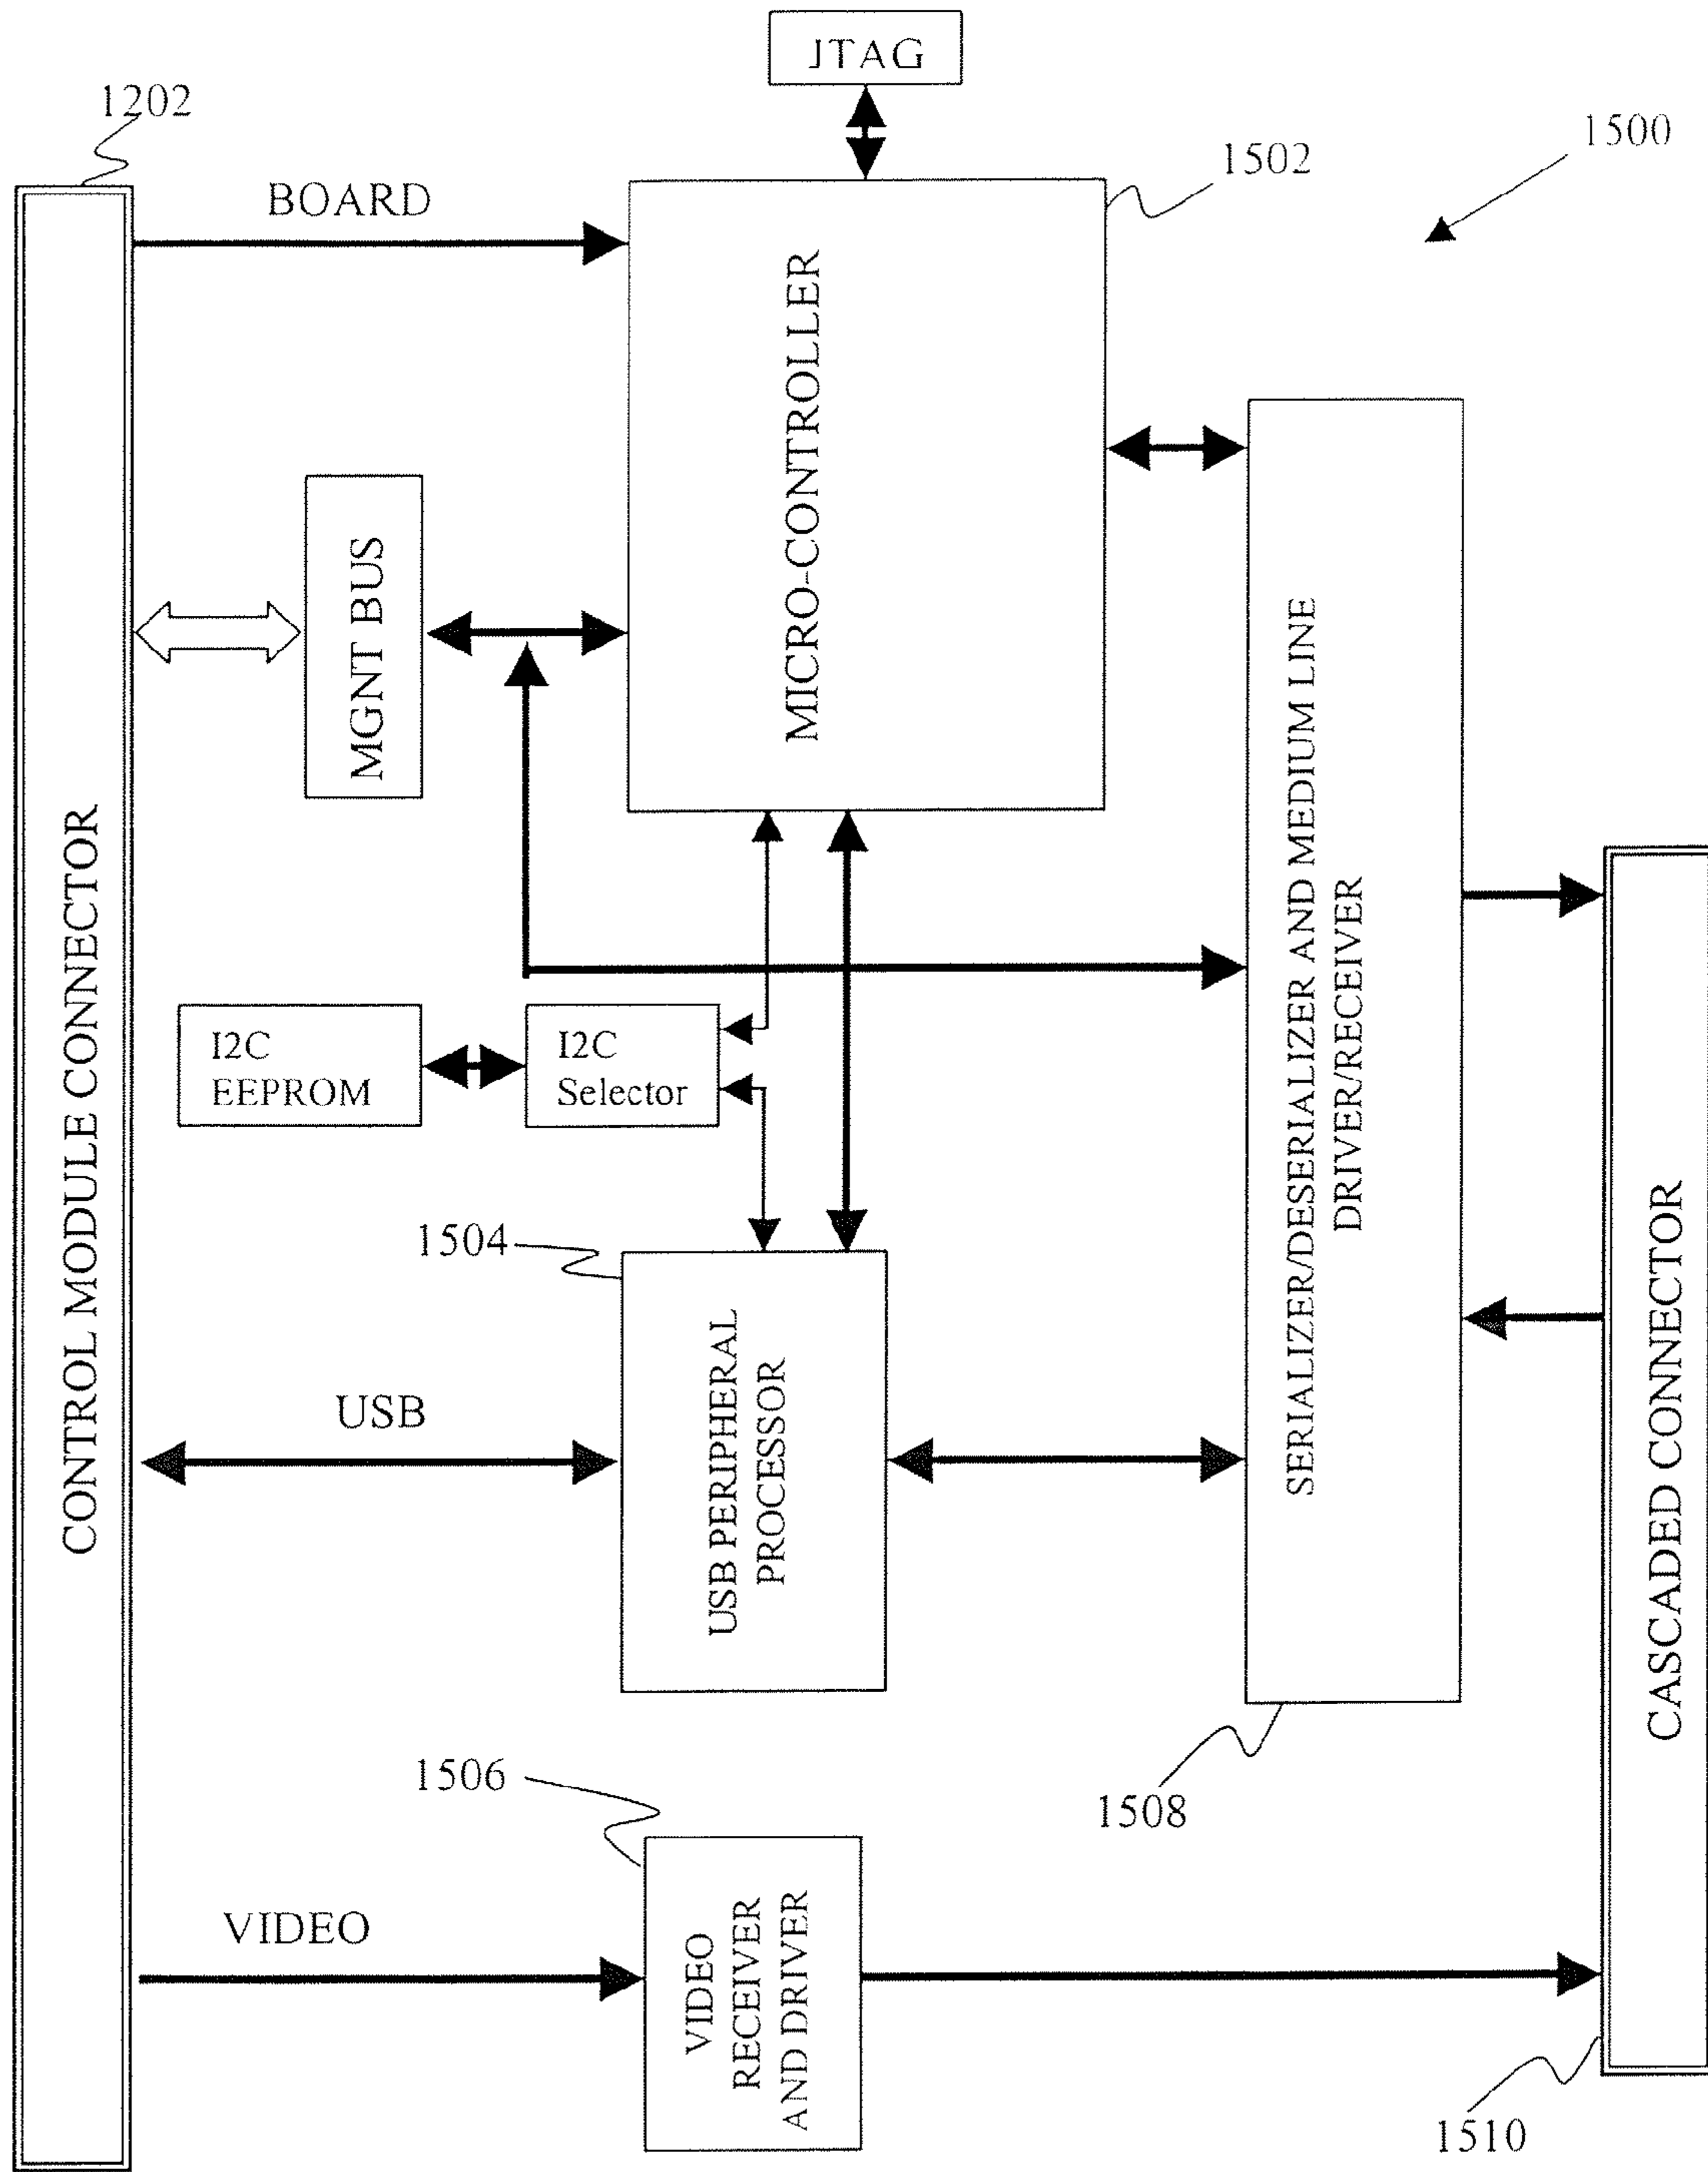 JTAG
1202
1500
1502
BOARD
CONTROL MODULE CONNECTOR
MGNT BUS
MICRO-CONTROLLER
SERIALIZER/DESERIALIZER AND MEDIUM LINE
DRIVER/RECEIVER
I2C
EEPROM
I2C
Selector
1504
USB
USB PERIPHERAL
PROCESSOR
CASCADED CONNECTOR
1506
1508
VIDEO
VIDEO
RECEIVER
AND DRIVER
1510